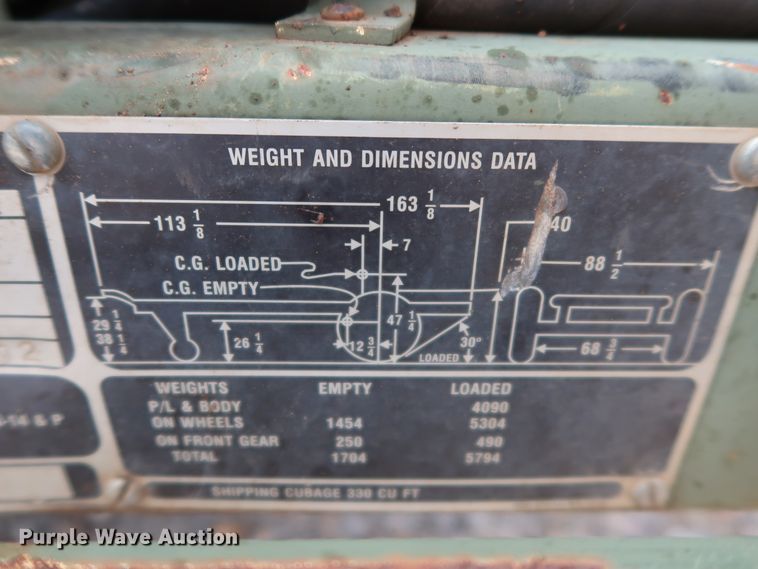 WEIGHT AND DIMENSIONS DATA
163 1/8
113 1/8
40
7
88 1/2
C.G. LOADED
C.G. EMPTY
29 1/4
38 1/4
26 1/4
47 1/4
12 3/4
30°
LOADED
68 3/4
WEIGHTS EMPTY LOADED
P/L & BODY 4090
ON WHEELS 1454 5304
ON FRONT GEAR 250 490
TOTAL 1704 5794
SHIPPING CUBAGE 330 CU FT
-14 & P
Purple Wave Auction